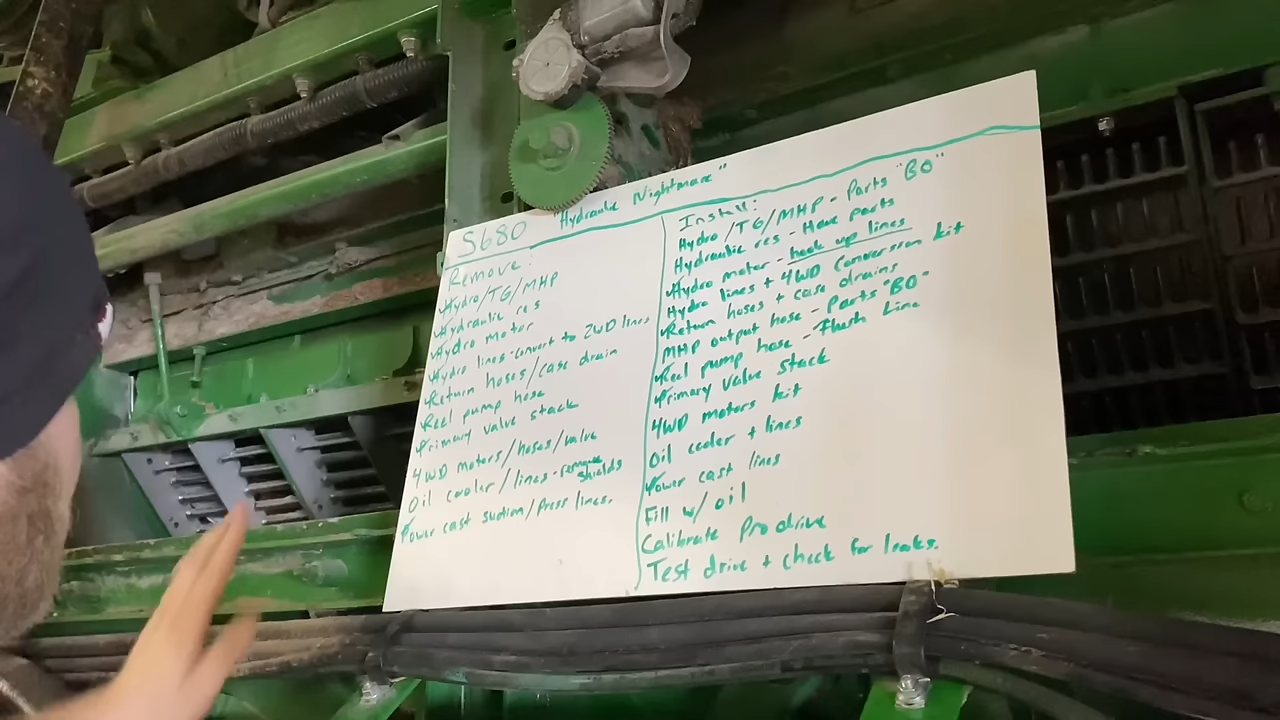 S680 "Hydraulic Nightmare"
Remove:
Hydro/TG/MHP
Hydraulic res
Hydro motor
Hydro lines - convert to 2WD lines
Return hoses/case drain
Reel pump hose
Primary valve stack
4WD motors/hoses/valve
Oil cooler/lines - remove shields
Power cast suction/press lines.
Install:
Hydro/TG/MHP - Parts "BO"
Hydraulic res - Have parts
Hydro motor - hook up lines
Hydro lines + 4WD Conversion kit
Return hoses + case drains
MHP output hose - Parts "BO"
Reel pump hose - Flush Line
Primary valve stack
4WD motors kit
Oil cooler + lines
Power cast lines
Fill w/ oil
Calibrate Prodrive
Test drive + check for leaks.